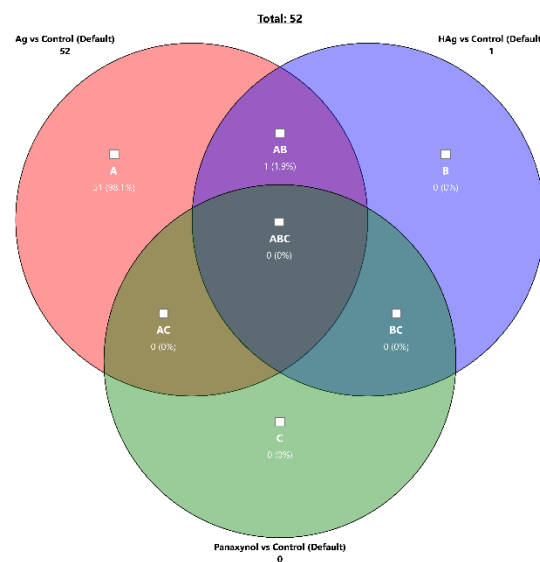 Total: 52
Ag vs Control (Default)
52
HAg vs Control (Default
1
A
51 (98.1%)
AB
1 (1.9%)
B
0 (0%)
ABC
0 (0%)
AC
0 (0%)
BC
0 (0%)
C
0 (0%)
Panaxynol vs Control (Default)
0